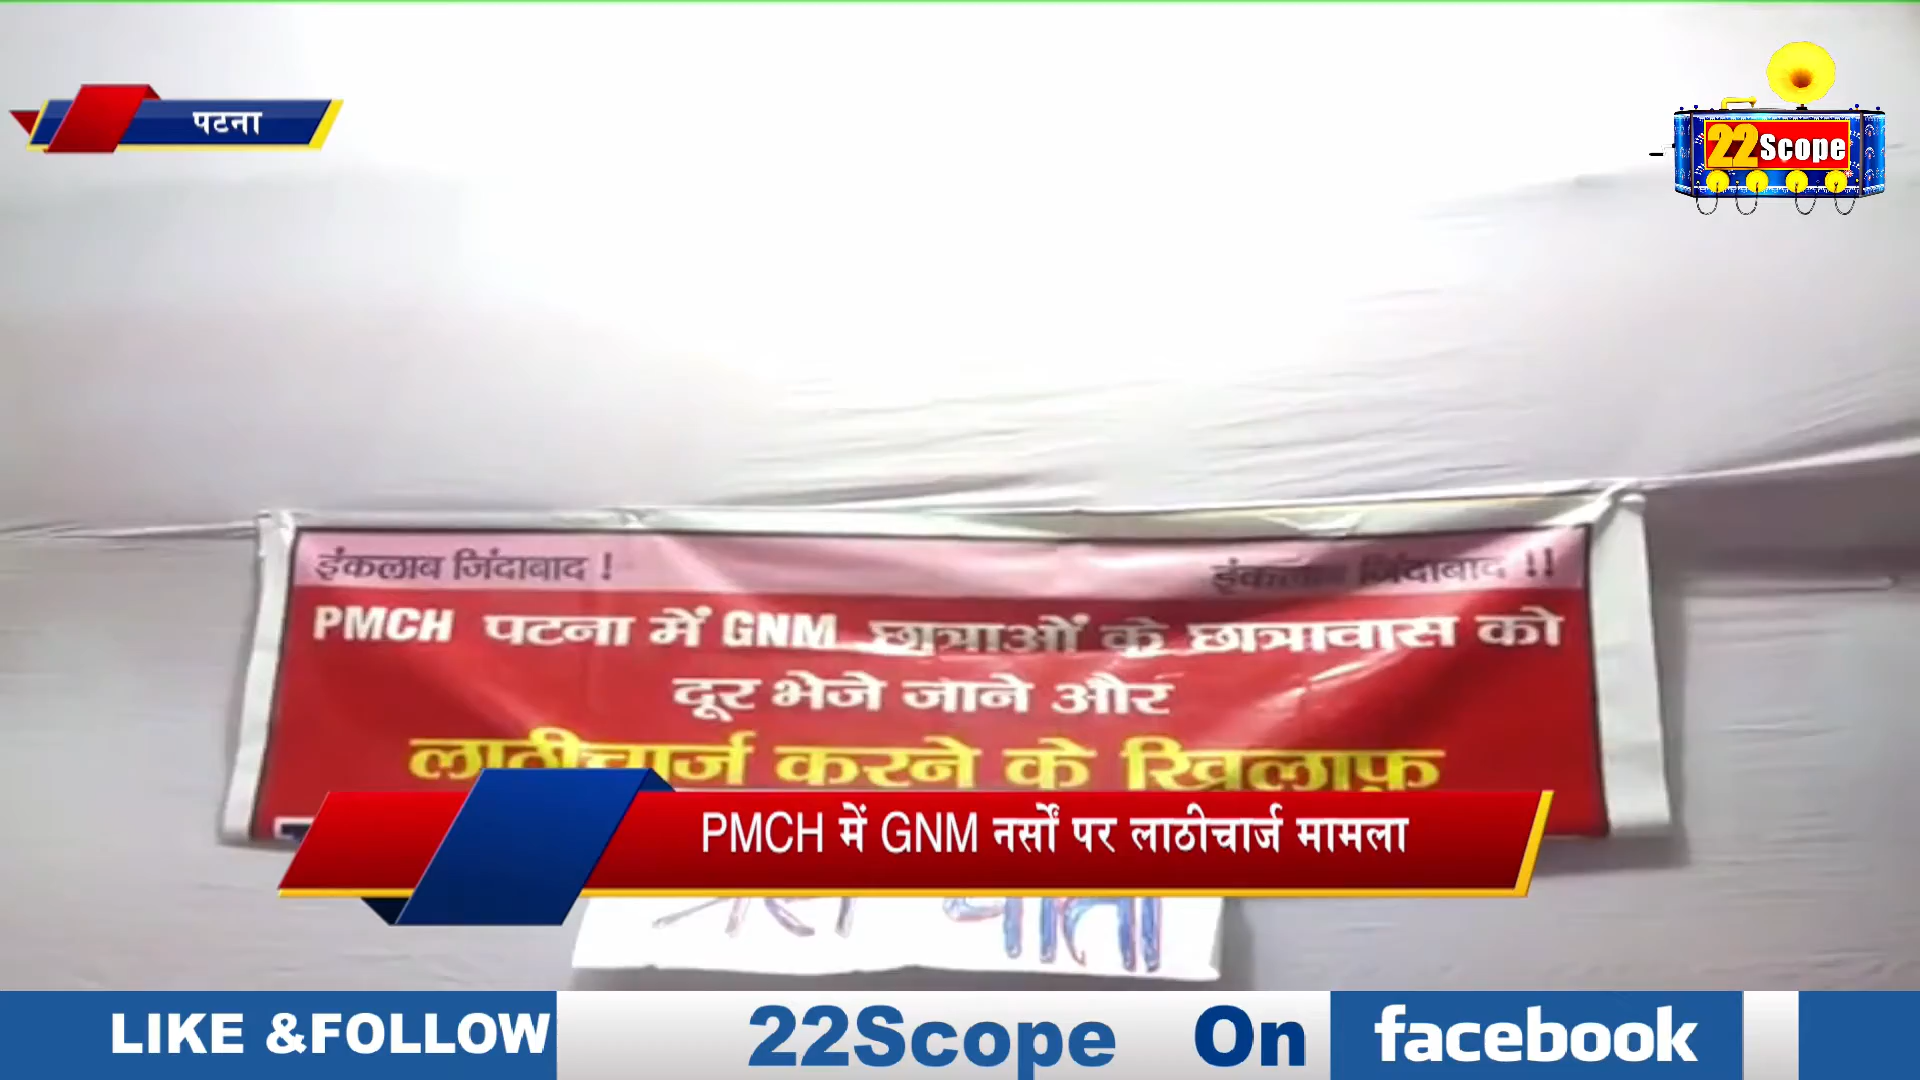 पटना
22Scope
इंकलाब जिंदाबाद ! इंकलाब जिंदाबाद !!
PMCH पटना में GNM छात्राओं के छात्रावास को
दूर भेजे जाने और
लाठीचार्ज करने के खिलाफ़
PMCH में GNM नर्सों पर लाठीचार्ज मामला
LIKE &FOLLOW 22Scope On facebook